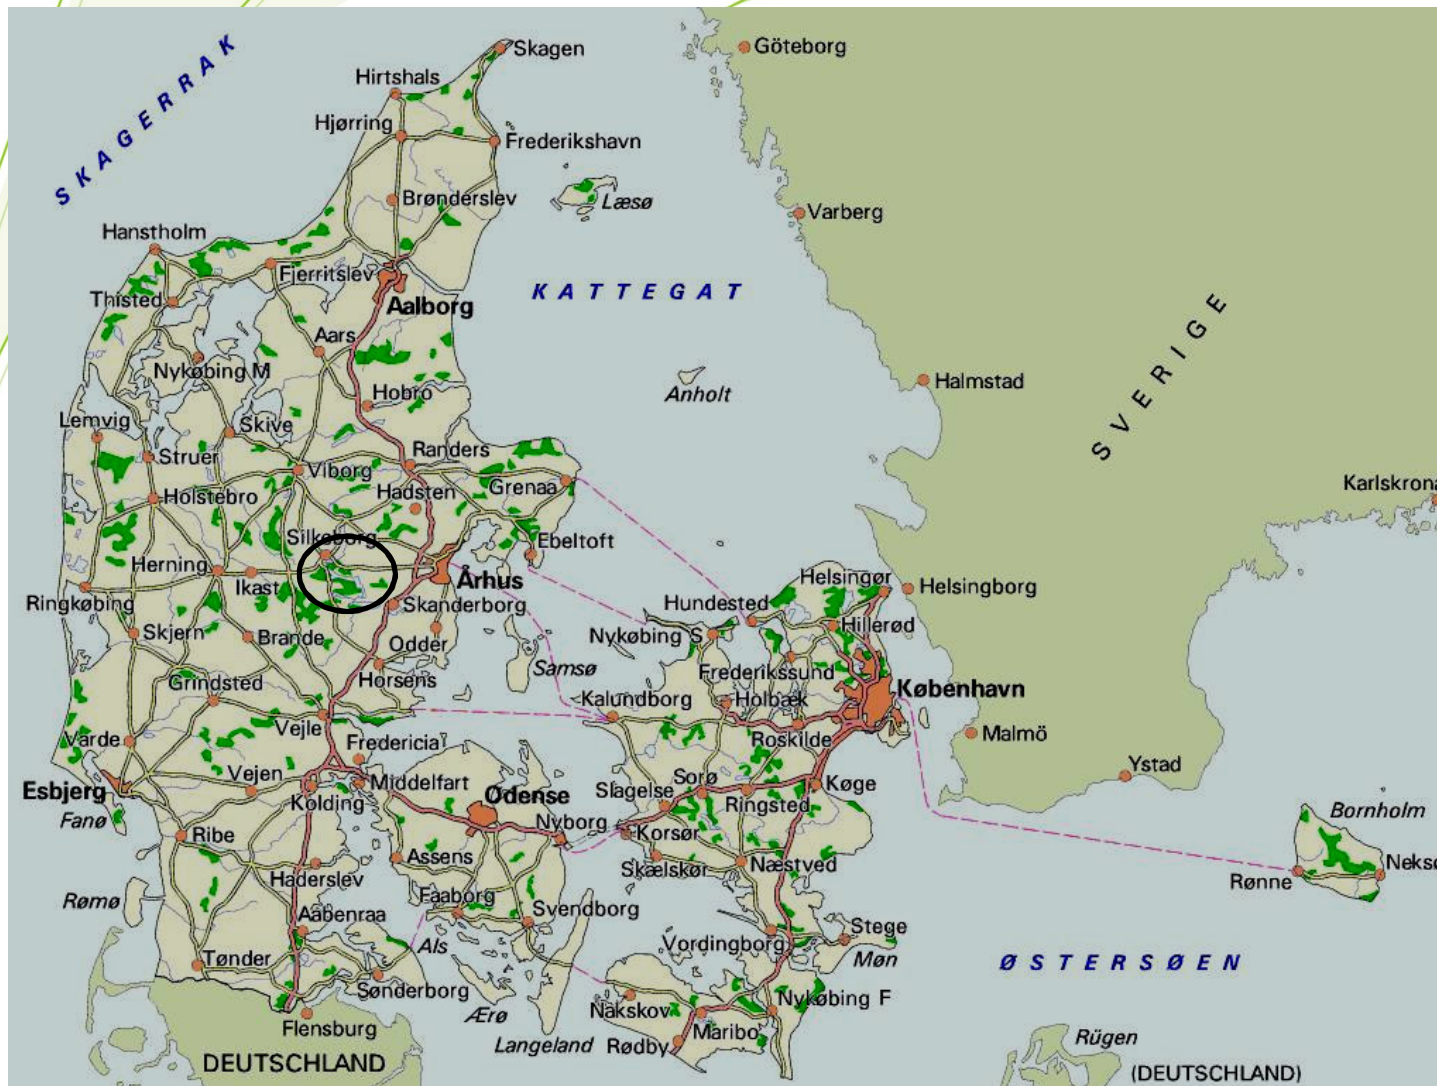 Göteborg
Skagen
SKAGERRAK
Hirtshals
Hjørring
Frederikshavn
Brønderslev
Læsø
Varberg
Hanstholm
Fjerritslev
KATTEGAT
Thisted
Aalborg
SVERIGE
Aars
Nykøbing M
Halmstad
Anholt
Hobro
Lemvig
Skive
Struer
Randers
Viborg
Hadsten
Grenaa
Karlskrona
Holstebro
Silkeborg
Ebeltoft
Herning
Ikast
Århus
Helsingør
Helsingborg
Ringkøbing
Skanderborg
Hundested
Skjern
Brande
Odder
Nykøbing S
Hillerød
Samsø
Frederikssund
Grindsted
Horsens
København
Kalundborg
Holbæk
Vejle
Roskilde
Malmö
Varde
Fredericia
Ystad
Esbjerg
Vejen
Middelfart
Kolding
Odense
Slagelse
Sorø
Ringsted
Køge
Fanø
Bornholm
Ribe
Nyborg
Korsør
Assens
Skælskør
Næstved
Neksø
Haderslev
Rønne
Rømø
Faaborg
Svendborg
Aabenraa
Stege
Als
Vordingborg
Møn
Tønder
ØSTERSØEN
Sønderborg
Nakskov
Nykøbing F
Ærø
Flensburg
Maribo
Langeland
Rødby
Rügen
DEUTSCHLAND
(DEUTSCHLAND)